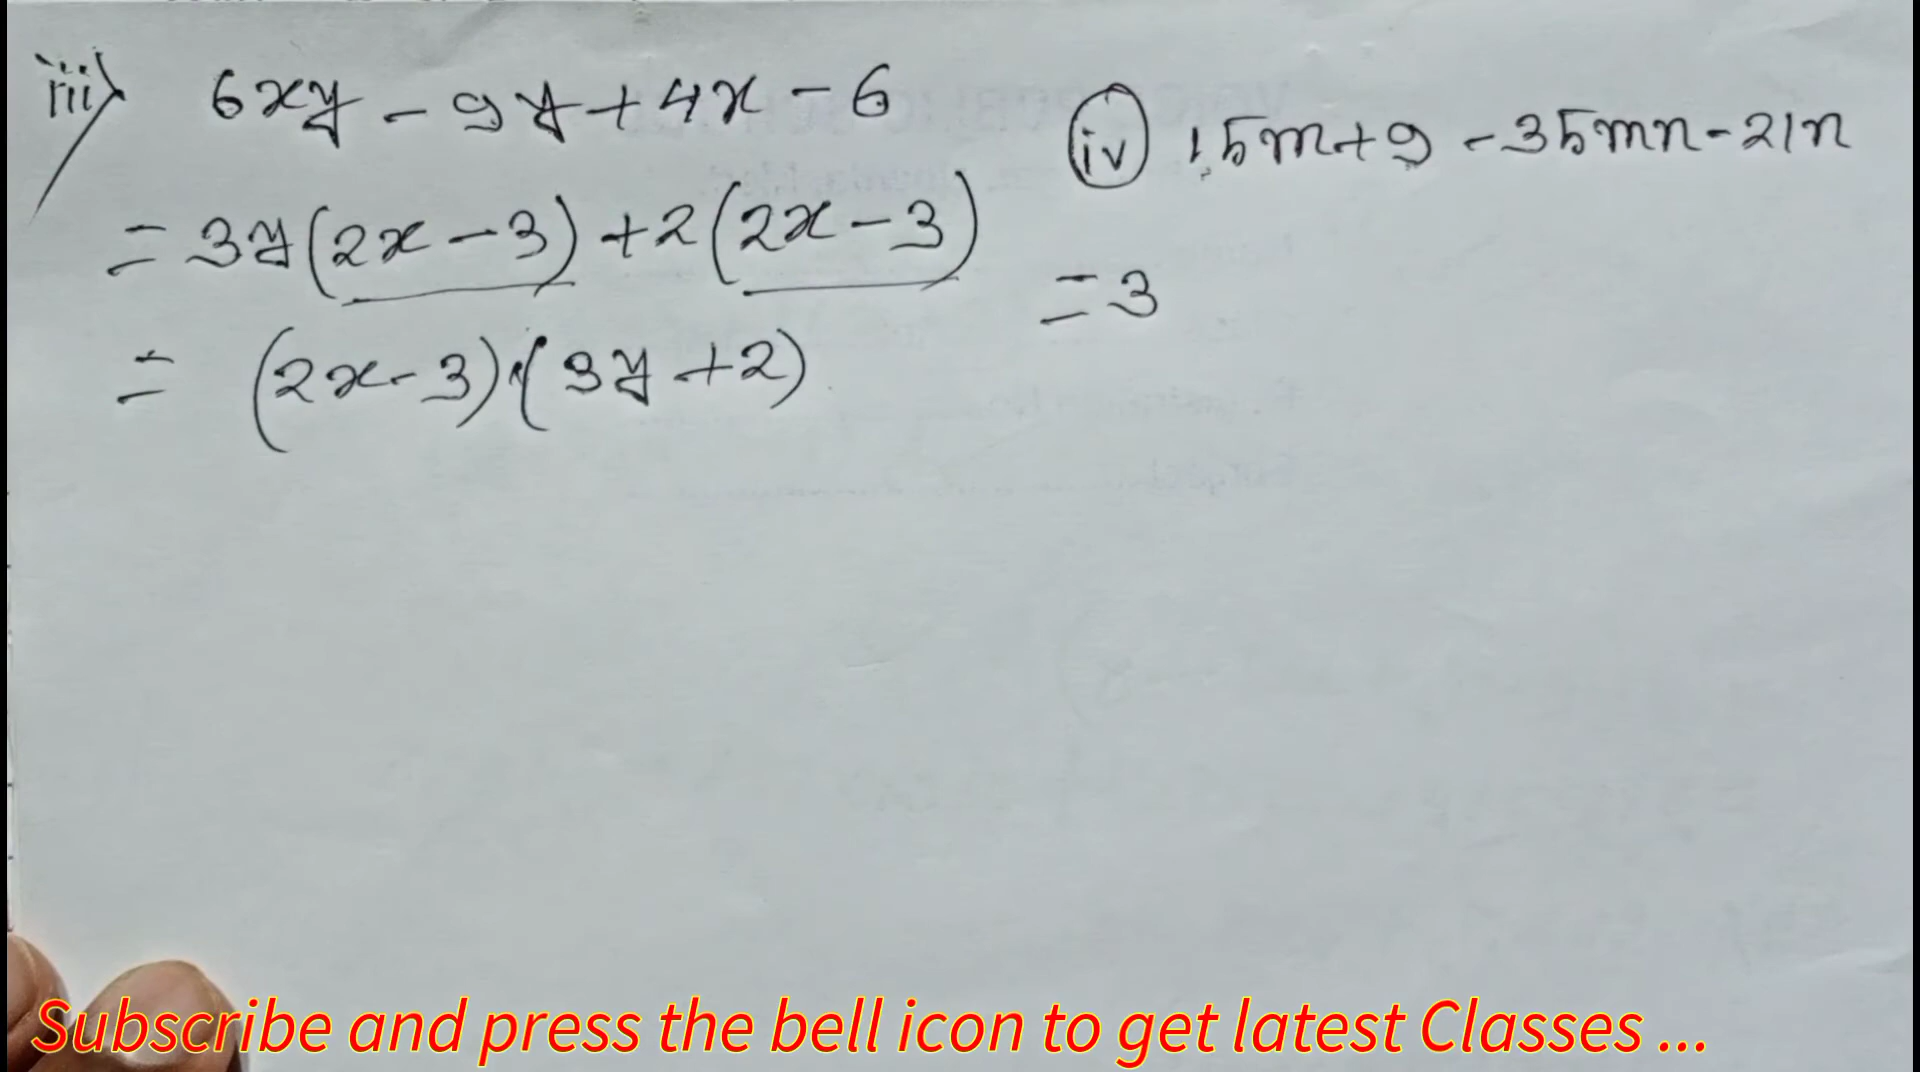 iii) 6xy - 9y + 4x - 6
= 3y(2x - 3) + 2(2x - 3)
= (2x - 3)(3y + 2)
iv) 15m + 9 - 35mn - 21n
= 3
Subscribe and press the bell icon to get latest Classes ...